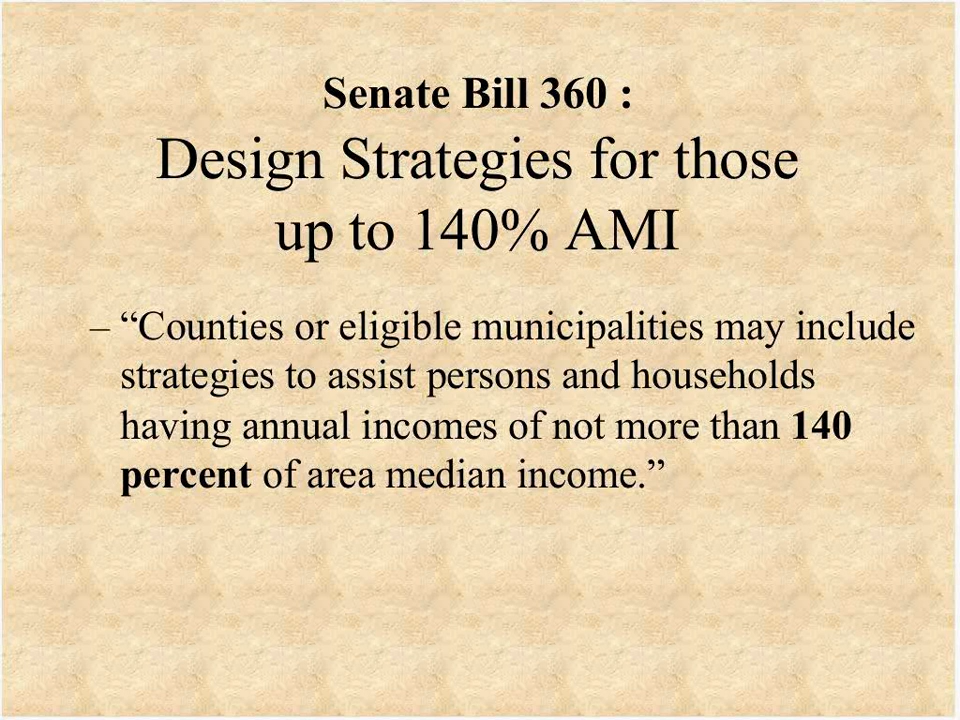 Senate Bill 360 :
Design Strategies for those
up to 140% AMI
– “Counties or eligible municipalities may include
strategies to assist persons and households
having annual incomes of not more than 140
percent of area median income.”